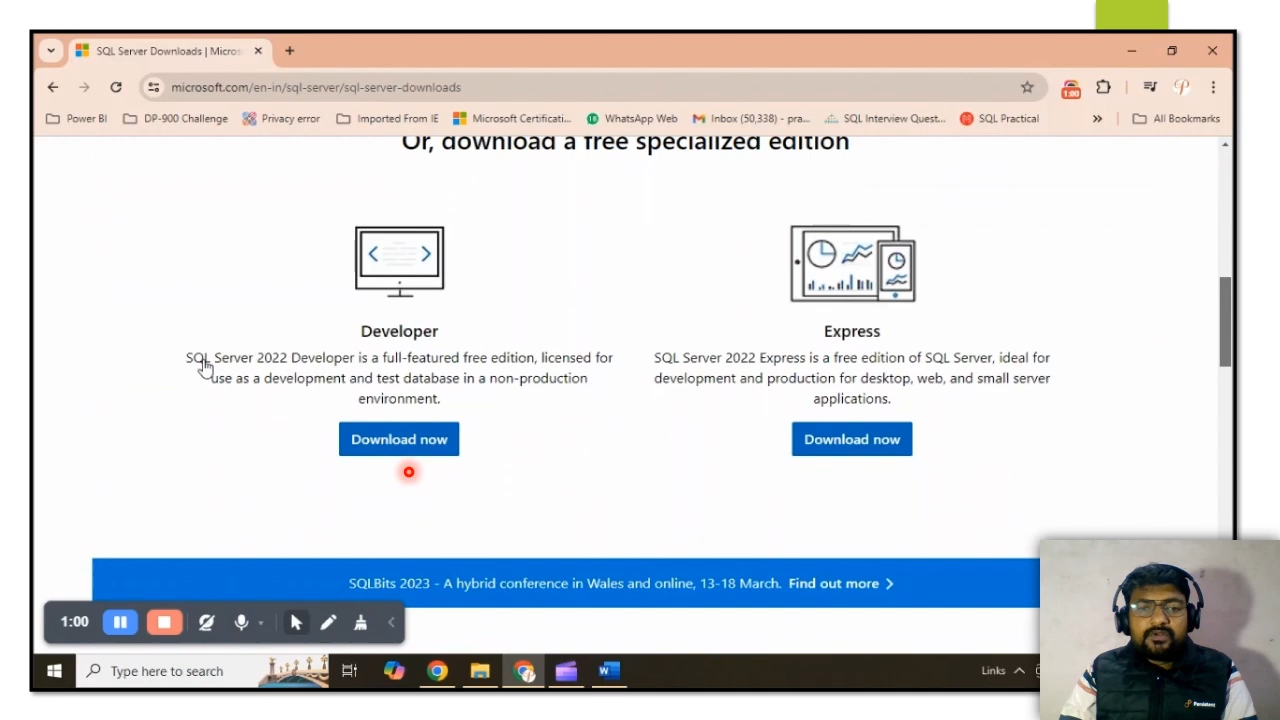 SQL Server Downloads | Micros
microsoft.com/en-in/sql-server/sql-server-downloads
1:00
Power BI DP-900 Challenge Privacy error Imported From IE Microsoft Certificati... WhatsApp Web Inbox (50,338) - pra... SQL Interview Quest... SQL Practical » All Bookmarks
Or, download a free specialized edition
Developer
SQL Server 2022 Developer is a full-featured free edition, licensed for
use as a development and test database in a non-production
environment.
Download now
Express
SQL Server 2022 Express is a free edition of SQL Server, ideal for
development and production for desktop, web, and small server
applications.
Download now
SQLBits 2023 - A hybrid conference in Wales and online, 13-18 March. Find out more >
1:00
Type here to search
Links
Persistent